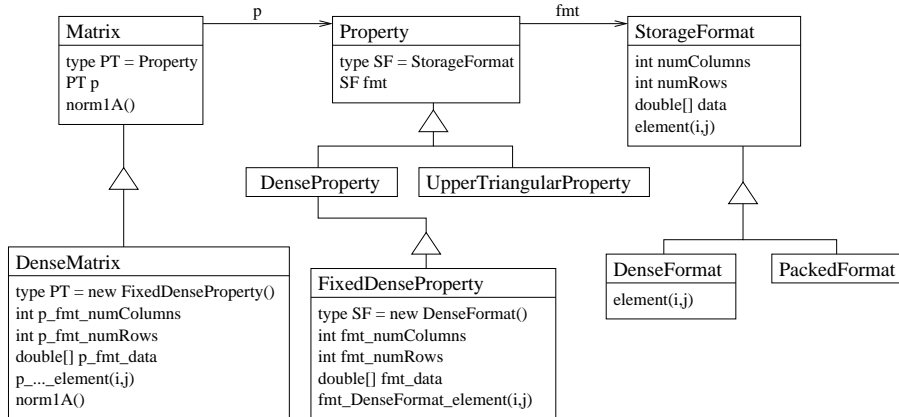 p
fmt
Matrix
type PT = Property
PT p
norm1A()
Property
type SF = StorageFormat
SF fmt
StorageFormat
int numColumns
int numRows
double[] data
element(i,j)
DenseProperty
UpperTriangularProperty
DenseMatrix
type PT = new FixedDenseProperty()
int p_fmt_numColumns
int p_fmt_numRows
double[] p_fmt_data
p_..._element(i,j)
norm1A()
FixedDenseProperty
type SF = new DenseFormat()
int fmt_numColumns
int fmt_numRows
double[] fmt_data
fmt_DenseFormat_element(i,j)
DenseFormat
element(i,j)
PackedFormat